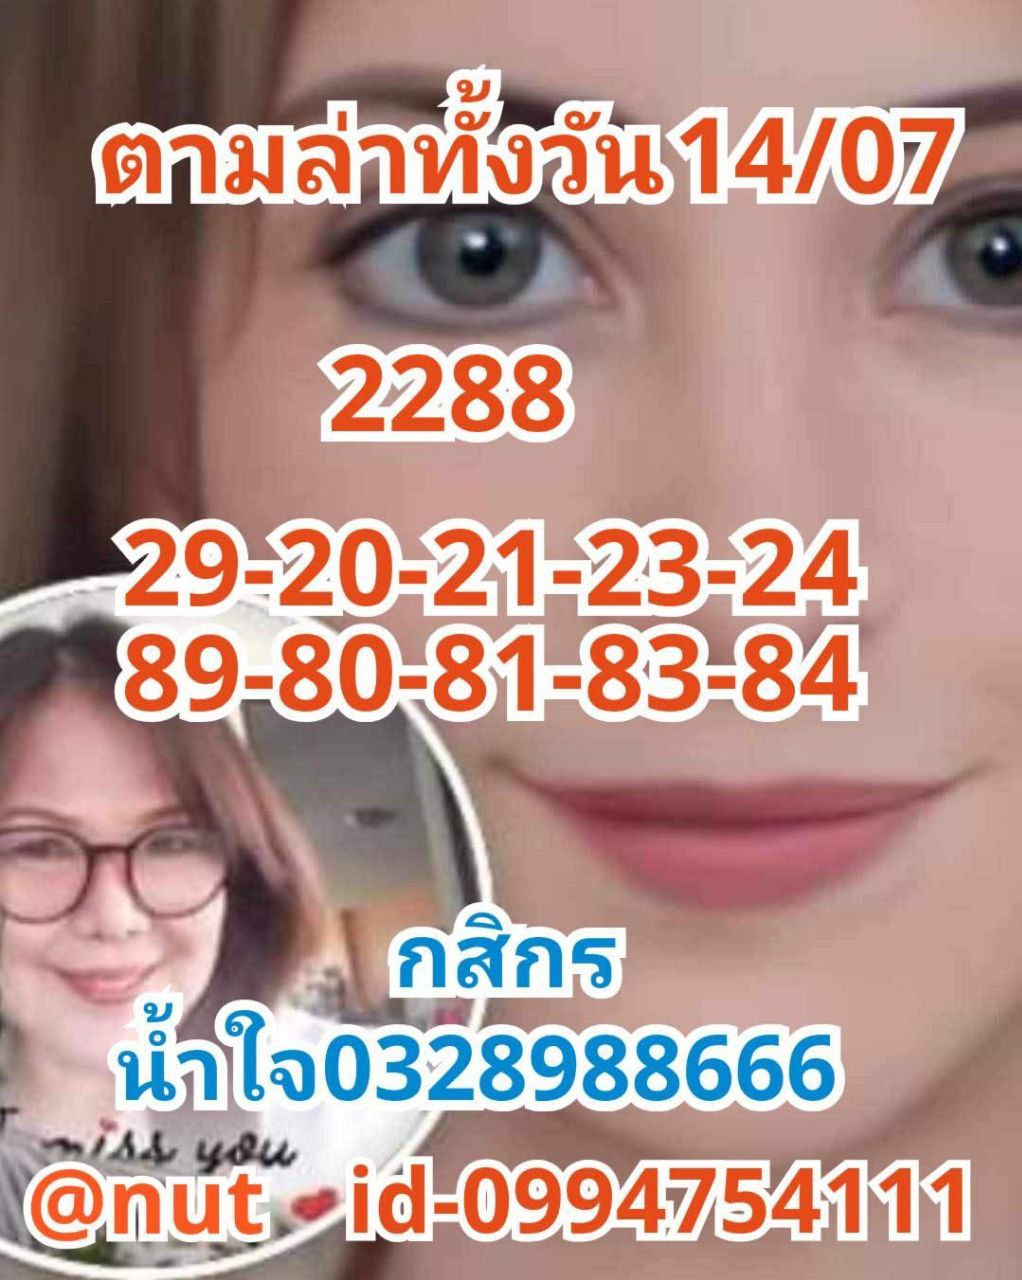 ตามล่าทั้งวัน14/07
2288
29-20-21-23-24
89-80-81-83-84
กสิกร
น้ำใจ0328988666
miss you
@nut id-0994754111